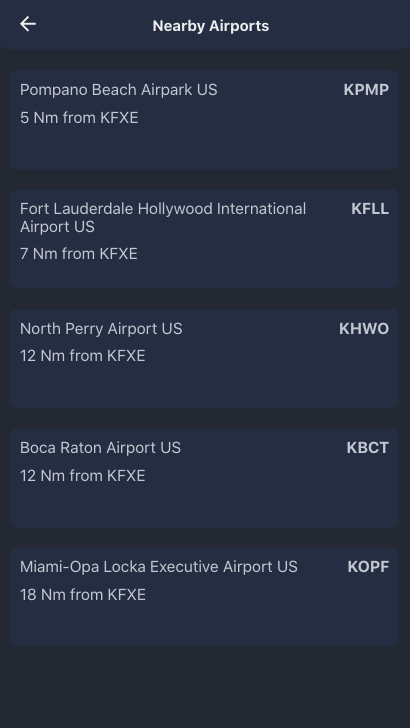 Nearby Airports
Pompano Beach Airpark US KPMP
5 Nm from KFXE
Fort Lauderdale Hollywood International KFLL
Airport US
7 Nm from KFXE
North Perry Airport US KHWO
12 Nm from KFXE
Boca Raton Airport US KBCT
12 Nm from KFXE
Miami-Opa Locka Executive Airport US KOPF
18 Nm from KFXE